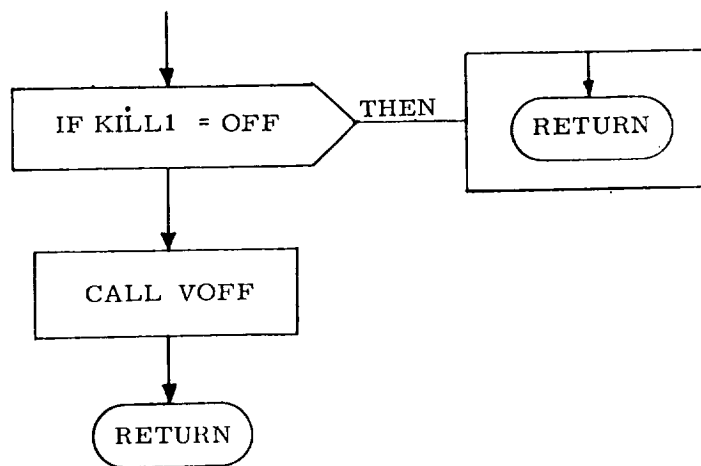 IF KILL1 = OFF
THEN
RETURN
CALL VOFF
RETURN